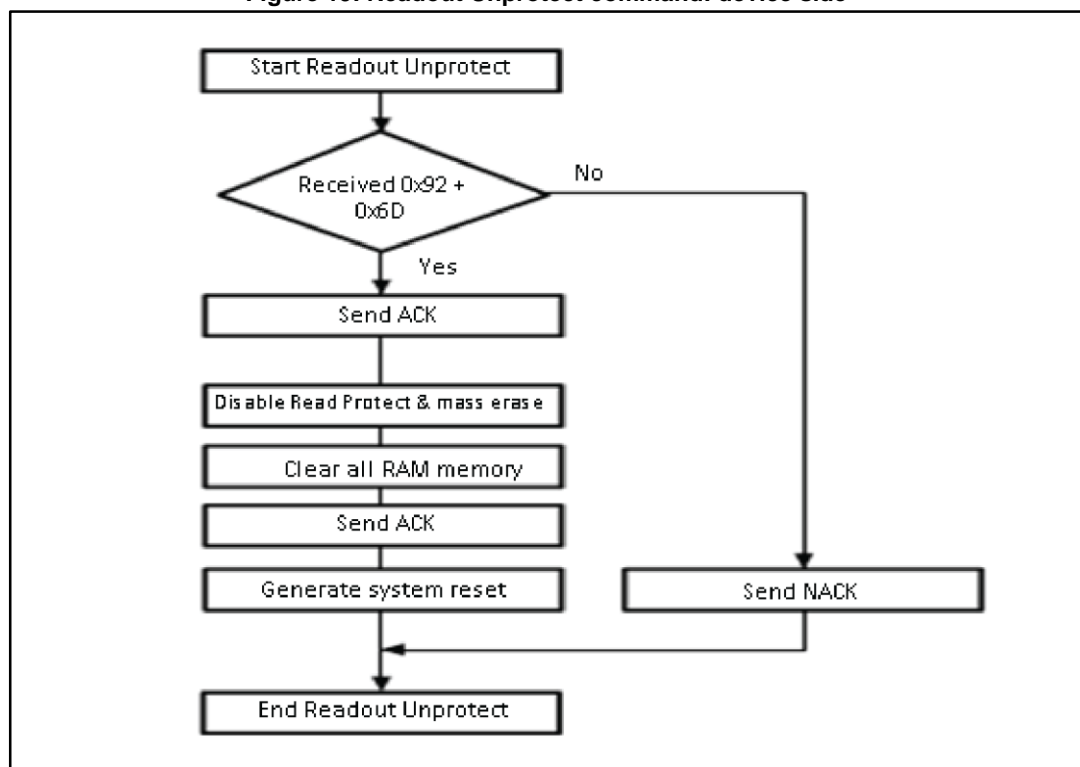 Start Readout Unprotect
Received 0x92 +
0x6D
No
Yes
Send ACK
Disable Read Protect & mass erase
Clear all RAM memory
Send ACK
Generate system reset
Send NACK
End Readout Unprotect